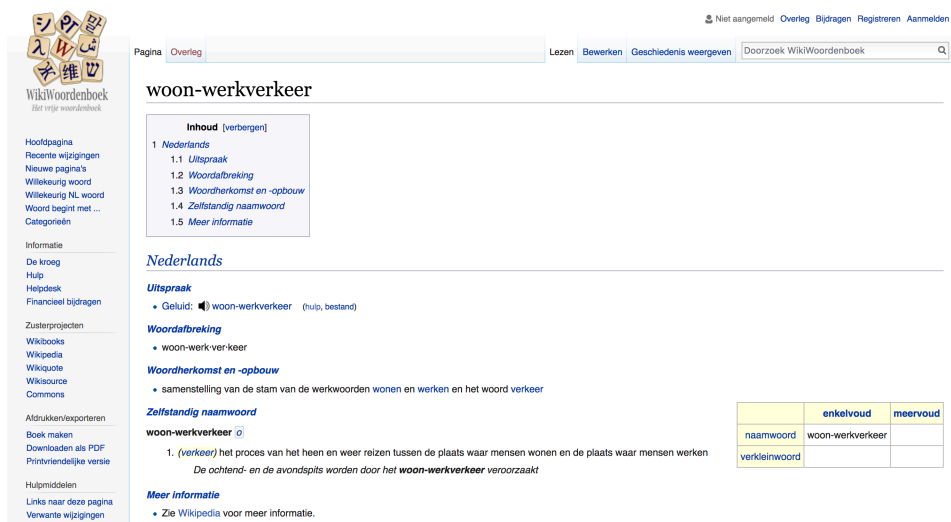 Niet aangemeld Overleg Bijdragen Registreren Aanmelden
Pagina Overleg Lezen Bewerken Geschiedenis weergeven Doorzoek WikiWoordenboek
WikiWoordenboek
Het vrije woordenboek
Hoofdpagina
Recente wijzigingen
Nieuwe pagina's
Willekeurig woord
Willekeurig NL woord
Woord begint met ...
Categorieën
Informatie
De kroeg
Hulp
Helpdesk
Financieel bijdragen
Zusterprojecten
Wikibooks
Wikipedia
Wikiquote
Wikisource
Commons
Afdrukken/exporteren
Boek maken
Downloaden als PDF
Printvriendelijke versie
Hulpmiddelen
Links naar deze pagina
Verwante wijzigingen
woon-werkverkeer
Inhoud [verbergen]
1 Nederlands
1.1 Uitspraak
1.2 Woordafbreking
1.3 Woordherkomst en -opbouw
1.4 Zelfstandig naamwoord
1.5 Meer informatie
Nederlands
Uitspraak
• Geluid: woon-werkverkeer (hulp, bestand)
Woordafbreking
• woon-werk·ver·keer
Woordherkomst en -opbouw
• samenstelling van de stam van de werkwoorden wonen en werken en het woord verkeer
Zelfstandig naamwoord
woon-werkverkeer o
1. (verkeer) het proces van het heen en weer reizen tussen de plaats waar mensen wonen en de plaats waar mensen werken
De ochtend- en de avondspits worden door het woon-werkverkeer veroorzaakt
enkelvoud meervoud
naamwoord woon-werkverkeer
verkleinwoord
Meer informatie
• Zie Wikipedia voor meer informatie.